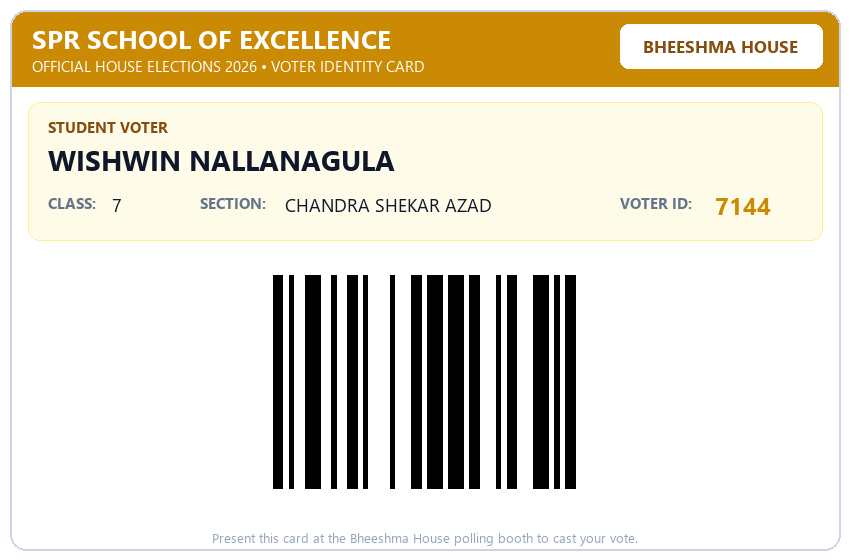 SPR SCHOOL OF EXCELLENCE
OFFICIAL HOUSE ELECTIONS 2026 • VOTER IDENTITY CARD
BHEESHMA HOUSE
STUDENT VOTER
WISHWIN NALLANAGULA
CLASS: 7 SECTION: CHANDRA SHEKAR AZAD VOTER ID: 7144
Present this card at the Bheeshma House polling booth to cast your vote.